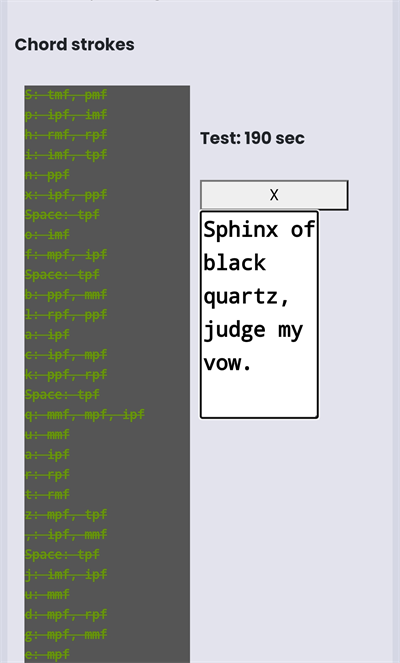 Chord strokes
S: tmf, pmf
p: ipf, imf
h: rmf, rpf
i: imf, tpf
n: ppf
x: ipf, ppf
Space: tpf
o: imf
f: mpf, ipf
Space: tpf
b: ppf, mmf
l: rpf, ppf
a: ipf
c: ipf, mpf
k: ppf, rpf
Space: tpf
q: mmf, mpf, ipf
u: mmf
a: ipf
r: rpf
t: rmf
z: mpf, tpf
,: ipf, mmf
Space: tpf
j: imf, ipf
u: mmf
d: mpf, rpf
g: mpf, mmf
e: mpf
Test: 190 sec
X
Sphinx of
black
quartz,
judge my
vow.